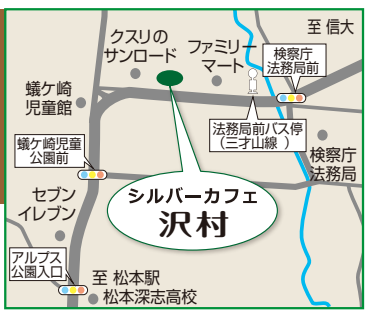 至 信大
クスリの
サンロード
ファミリー
マート
検察庁
法務局前
蟻ケ崎
児童館
法務局前バス停
（三才山線 ）
蟻ケ崎児童
公園前
検察庁
法務局
シルバーカフェ
沢村
セブン
イレブン
アルプス
公園入口
至 松本駅
松本深志高校